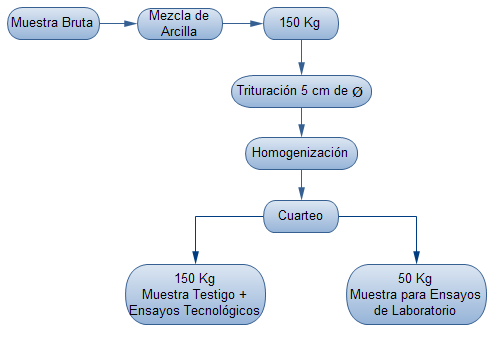 Muestra Bruta
Mezcla de
Arcilla
150 Kg
Trituración 5 cm de Ø
Homogenización
Cuarteo
150 Kg
Muestra Testigo +
Ensayos Tecnológicos
50 Kg
Muestra para Ensayos
de Laboratorio